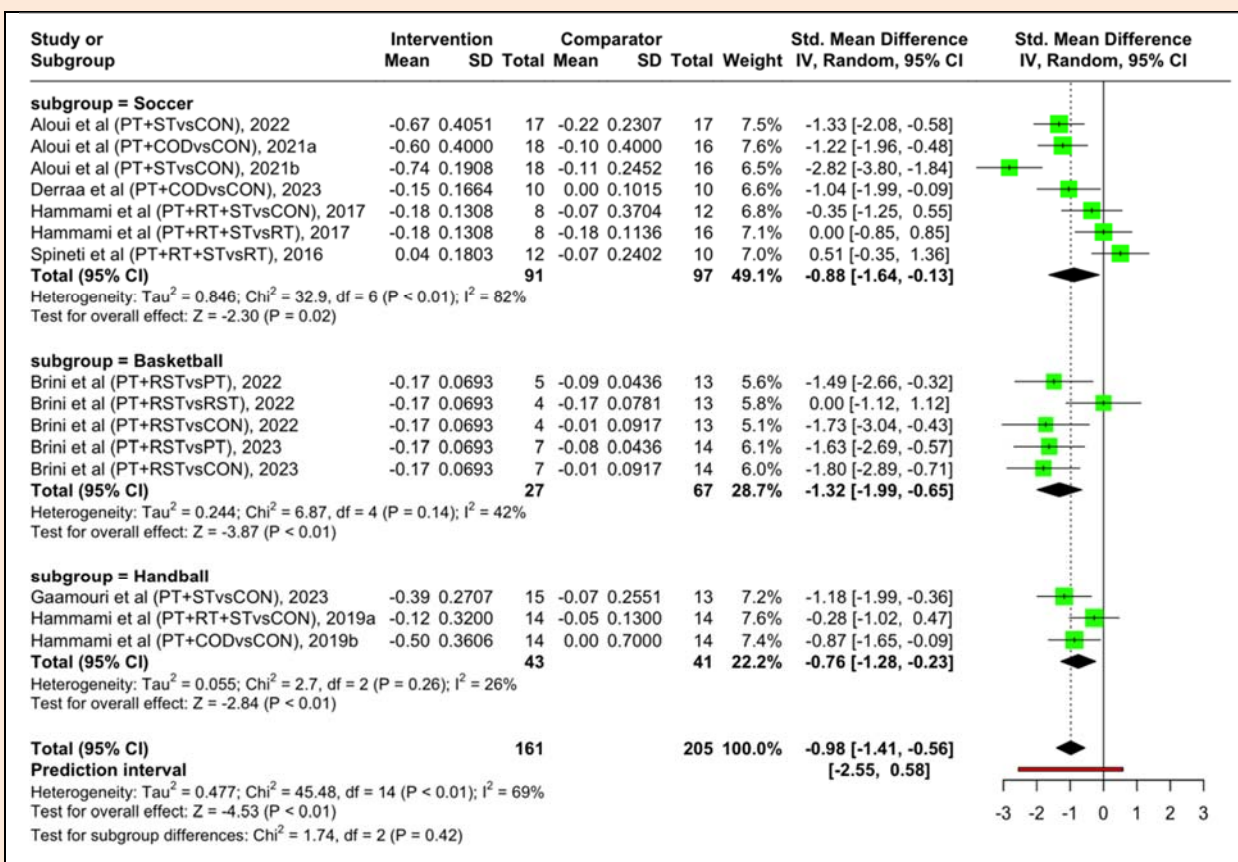 Study or Intervention Comparator Std. Mean Difference Std. Mean Difference
Subgroup Mean SD Total Mean SD Total Weight IV, Random, 95% CI IV, Random, 95% CI
subgroup = Soccer
Aloui et al (PT+STvsCON), 2022 -0.67 0.4051 17 -0.22 0.2307 17 7.5% -1.33 [-2.08, -0.58]
Aloui et al (PT+CODvsCON), 2021a -0.60 0.4000 18 -0.10 0.4000 16 7.6% -1.22 [-1.96, -0.48]
Aloui et al (PT+STvsCON), 2021b -0.74 0.1908 18 -0.11 0.2452 16 6.5% -2.82 [-3.80, -1.84]
Derraa et al (PT+CODvsCON), 2023 -0.15 0.1664 10 0.00 0.1015 10 6.6% -1.04 [-1.99, -0.09]
Hammami et al (PT+RT+STvsCON), 2017 -0.18 0.1308 8 -0.07 0.3704 12 6.8% -0.35 [-1.25, 0.55]
Hammami et al (PT+RT+STvsRT), 2017 -0.18 0.1308 8 -0.18 0.1136 16 7.1% 0.00 [-0.85, 0.85]
Spineti et al (PT+RT+STvsRT), 2016 0.04 0.1803 12 -0.07 0.2402 10 7.0% 0.51 [-0.35, 1.36]
Total (95% CI) 91 97 49.1% -0.88 [-1.64, -0.13]
Heterogeneity: Tau² = 0.846; Chi² = 32.9, df = 6 (P < 0.01); I² = 82%
Test for overall effect: Z = -2.30 (P = 0.02)
subgroup = Basketball
Brini et al (PT+RSTvsPT), 2022 -0.17 0.0693 5 -0.09 0.0436 13 5.6% -1.49 [-2.66, -0.32]
Brini et al (PT+RSTvsRST), 2022 -0.17 0.0693 4 -0.17 0.0781 13 5.8% 0.00 [-1.12, 1.12]
Brini et al (PT+RSTvsCON), 2022 -0.17 0.0693 4 -0.01 0.0917 13 5.1% -1.73 [-3.04, -0.43]
Brini et al (PT+RSTvsPT), 2023 -0.17 0.0693 7 -0.08 0.0436 14 6.1% -1.63 [-2.69, -0.57]
Brini et al (PT+RSTvsCON), 2023 -0.17 0.0693 7 -0.01 0.0917 14 6.0% -1.80 [-2.89, -0.71]
Total (95% CI) 27 67 28.7% -1.32 [-1.99, -0.65]
Heterogeneity: Tau² = 0.244; Chi² = 6.87, df = 4 (P = 0.14); I² = 42%
Test for overall effect: Z = -3.87 (P < 0.01)
subgroup = Handball
Gaamouri et al (PT+STvsCON), 2023 -0.39 0.2707 15 -0.07 0.2551 13 7.2% -1.18 [-1.99, -0.36]
Hammami et al (PT+RT+STvsCON), 2019a -0.12 0.3200 14 -0.05 0.1300 14 7.6% -0.28 [-1.02, 0.47]
Hammami et al (PT+CODvsCON), 2019b -0.50 0.3606 14 0.00 0.7000 14 7.4% -0.87 [-1.65, -0.09]
Total (95% CI) 43 41 22.2% -0.76 [-1.28, -0.23]
Heterogeneity: Tau² = 0.055; Chi² = 2.7, df = 2 (P = 0.26); I² = 26%
Test for overall effect: Z = -2.84 (P < 0.01)
Total (95% CI) 161 205 100.0% -0.98 [-1.41, -0.56]
Prediction interval [-2.55, 0.58]
Heterogeneity: Tau² = 0.477; Chi² = 45.48, df = 14 (P < 0.01); I² = 69%
Test for overall effect: Z = -4.53 (P < 0.01)
Test for subgroup differences: Chi² = 1.74, df = 2 (P = 0.42)
-3 -2 -1 0 1 2 3